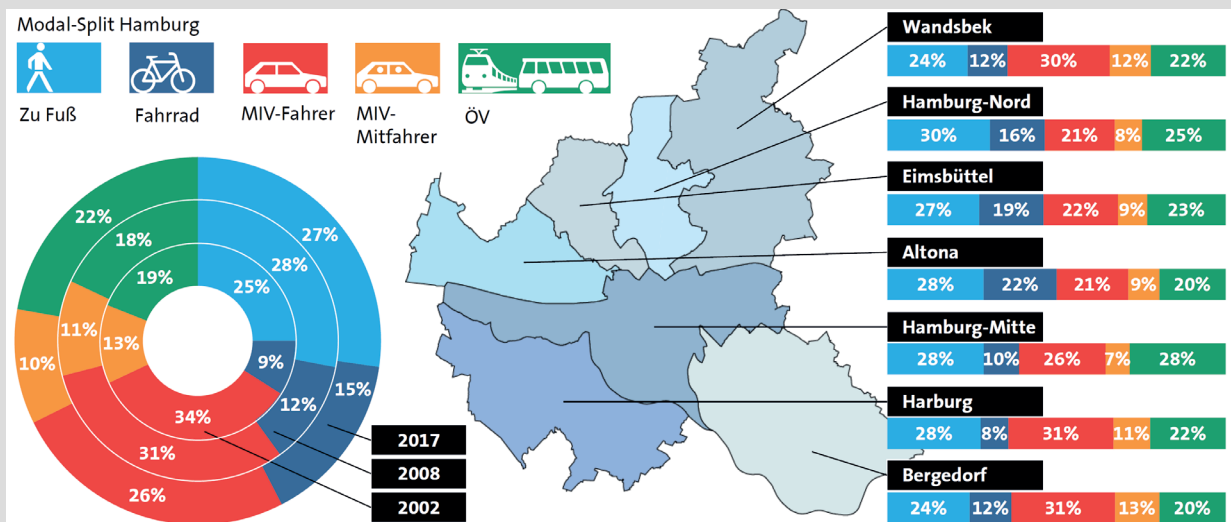 Modal-Split Hamburg
Zu Fuß
Fahrrad
MIV-Fahrer
MIV-
Mitfahrer
ÖV
22%
18%
19%
27%
28%
25%
11%
13%
10%
9%
12%
15%
34%
31%
26%
2017
2008
2002
Wandsbek
24% 12% 30% 12% 22%
Hamburg-Nord
30% 16% 21% 8% 25%
Eimsbüttel
27% 19% 22% 9% 23%
Altona
28% 22% 21% 9% 20%
Hamburg-Mitte
28% 10% 26% 7% 28%
Harburg
28% 8% 31% 11% 22%
Bergedorf
24% 12% 31% 13% 20%